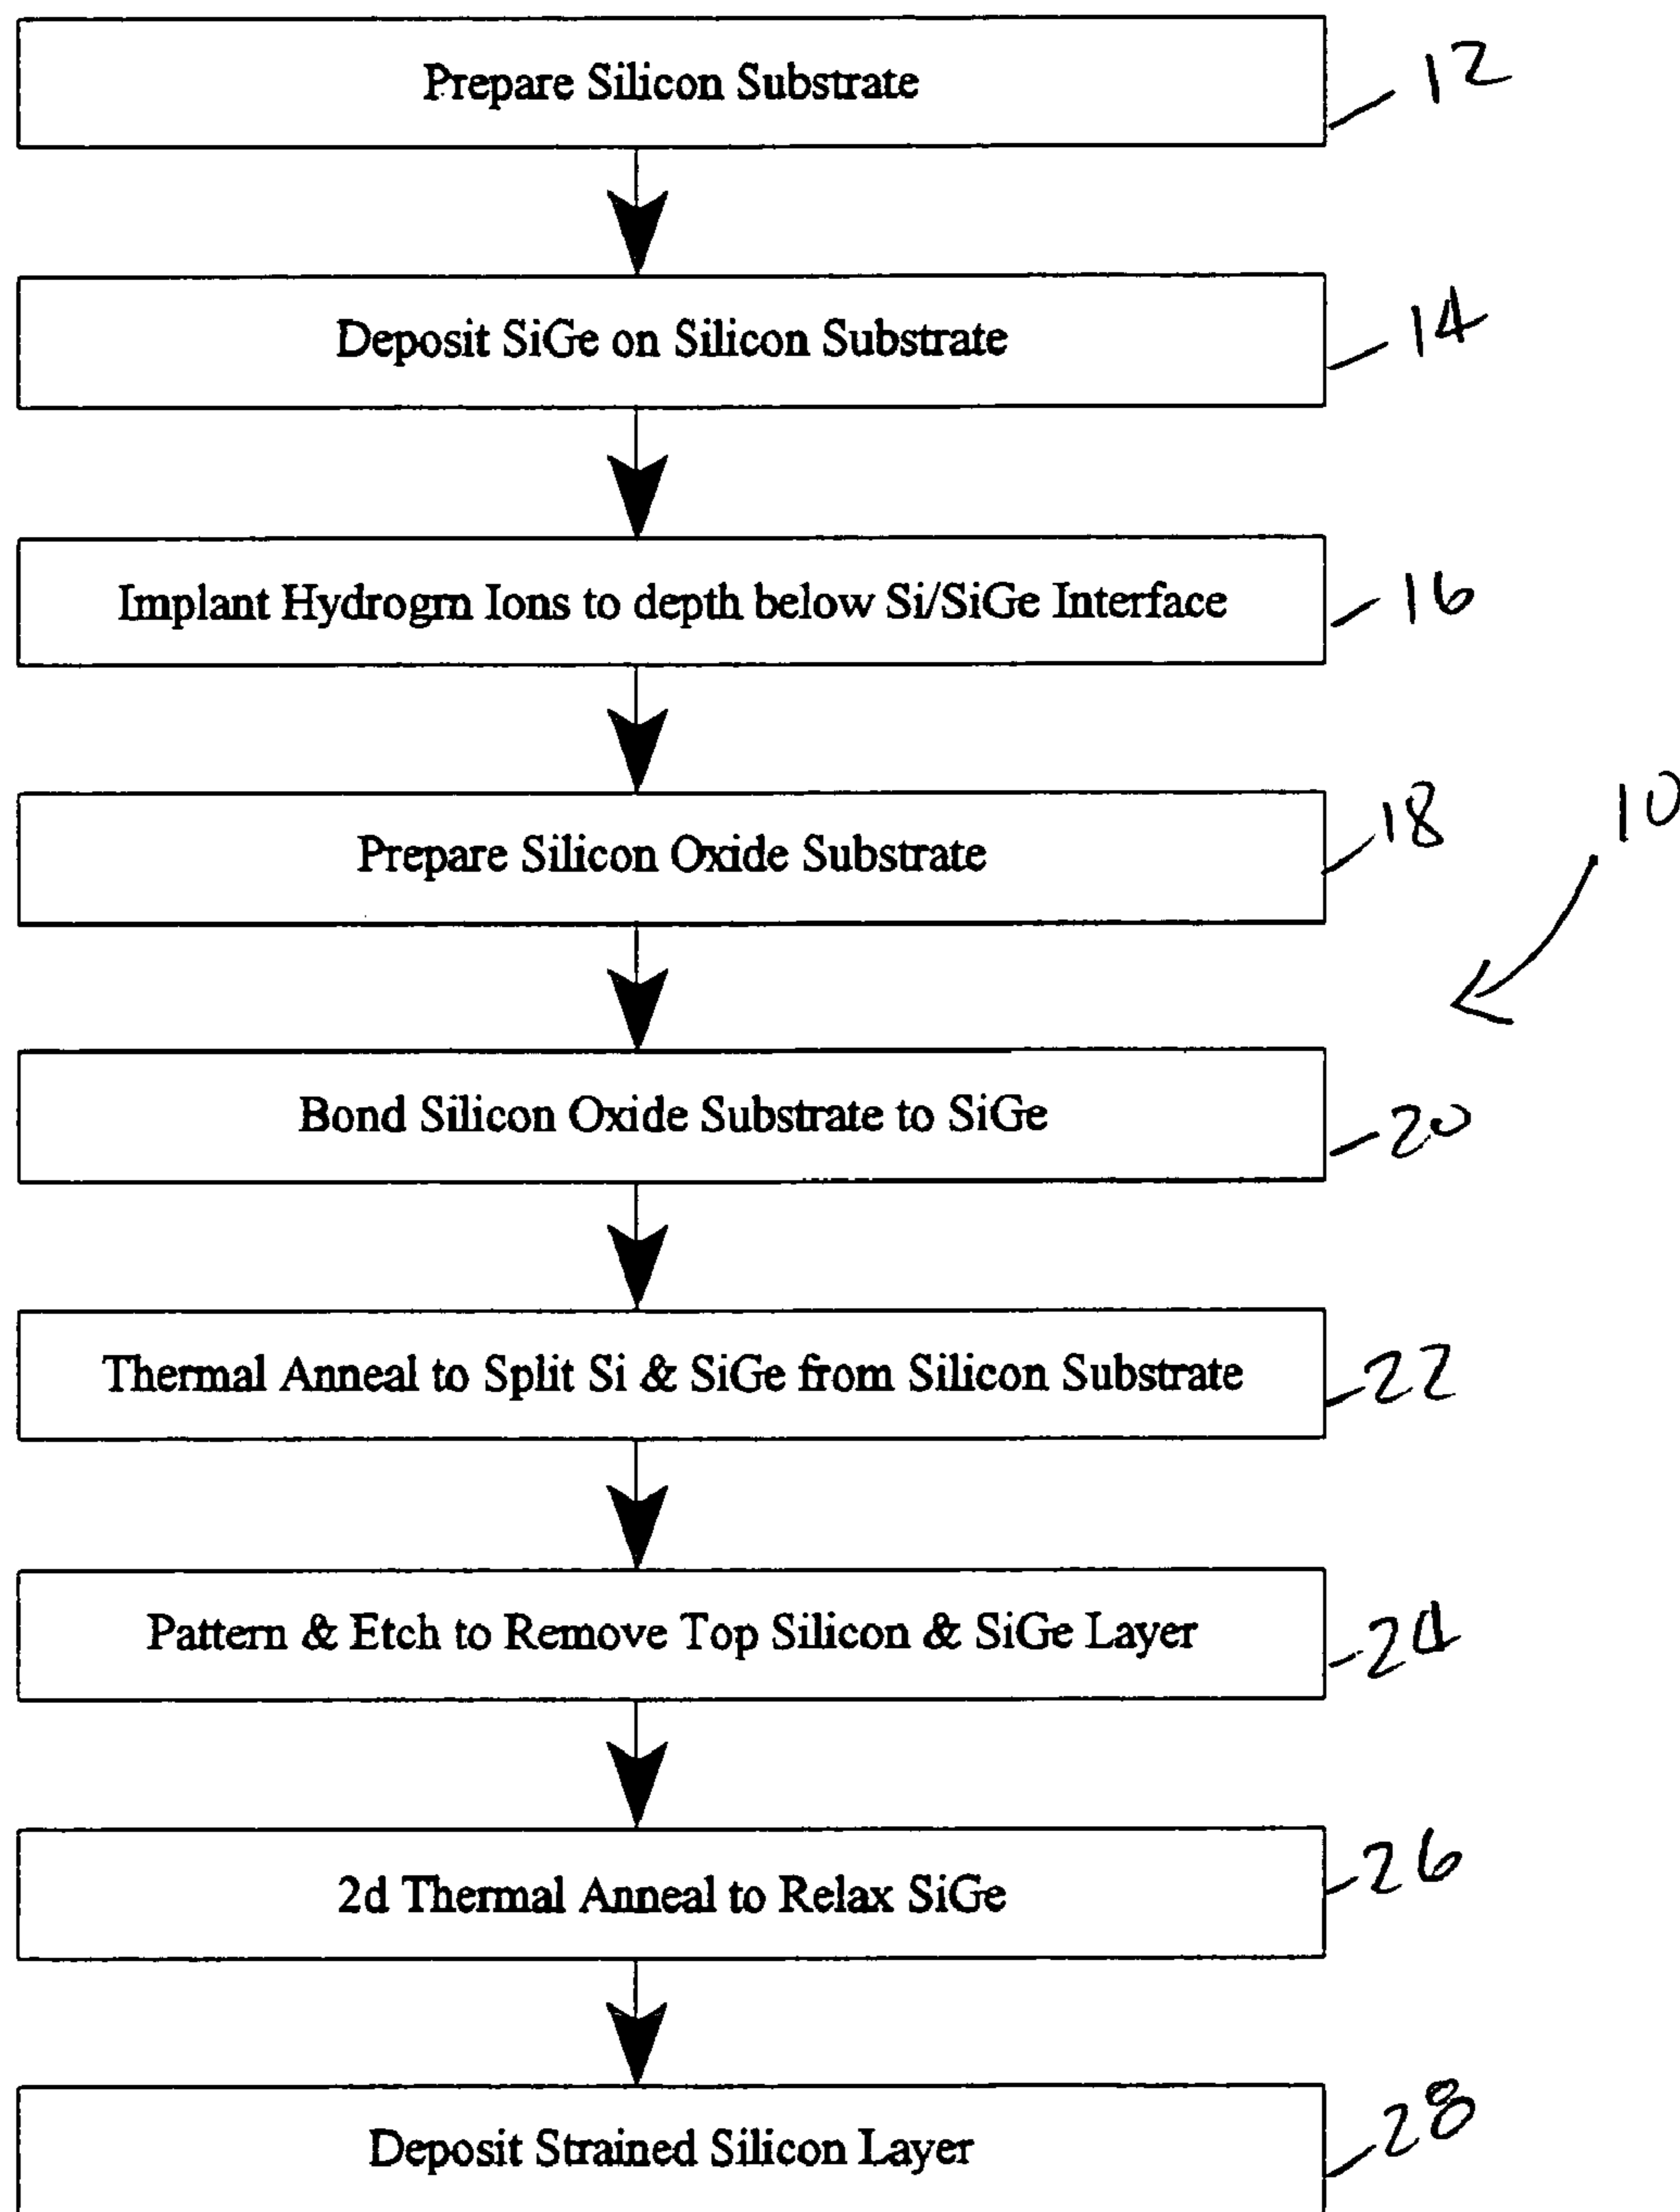 Prepare Silicon Substrate
12
Deposit SiGe on Silicon Substrate
14
Implant Hydrogm Ions to depth below Si/SiGe Interface
16
Prepare Silicon Oxide Substrate
18
10
Bond Silicon Oxide Substrate to SiGe
20
Thermal Anneal to Split Si & SiGe from Silicon Substrate
22
Pattern & Etch to Remove Top Silicon & SiGe Layer
24
2d Thermal Anneal to Relax SiGe
26
Deposit Strained Silicon Layer
28